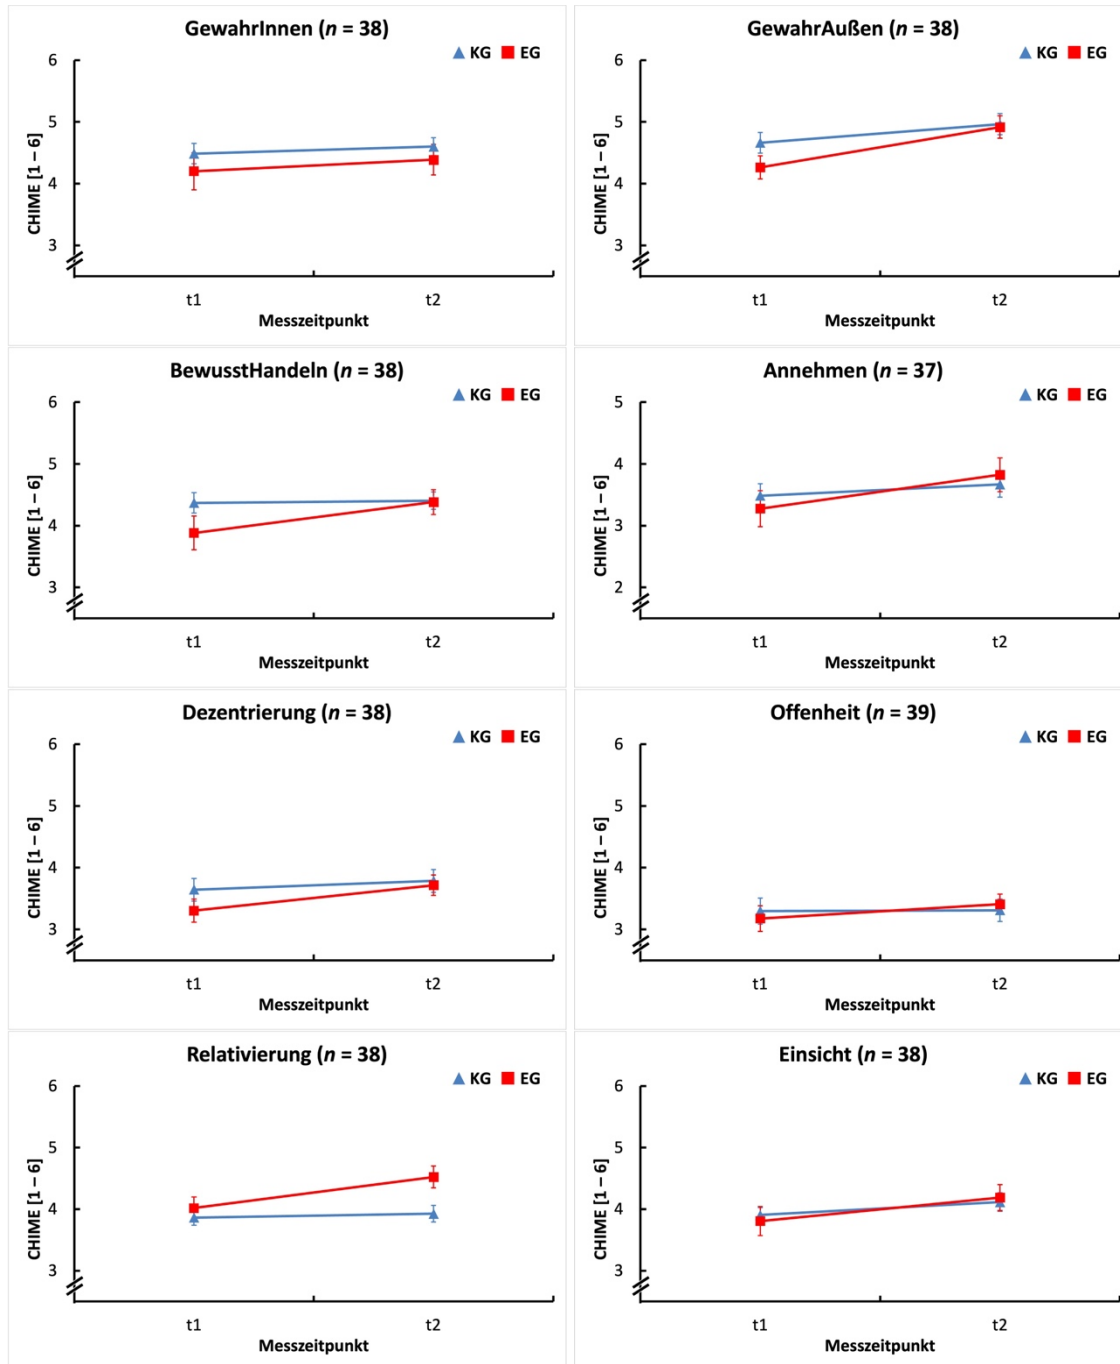 GewahrInnen (n = 38)
▲ KG ■ EG
6
5
4
3
CHIME [1 – 6]
t1 t2
Messzeitpunkt
GewahrAußen (n = 38)
▲ KG ■ EG
6
5
4
3
CHIME [1 – 6]
t1 t2
Messzeitpunkt
BewusstHandeln (n = 38)
▲ KG ■ EG
6
5
4
3
CHIME [1 – 6]
t1 t2
Messzeitpunkt
Annehmen (n = 37)
▲ KG ■ EG
5
4
3
2
CHIME [1 – 6]
t1 t2
Messzeitpunkt
Dezentrierung (n = 38)
▲ KG ■ EG
6
5
4
3
CHIME [1 – 6]
t1 t2
Messzeitpunkt
Offenheit (n = 39)
▲ KG ■ EG
6
5
4
3
CHIME [1 – 6]
t1 t2
Messzeitpunkt
Relativierung (n = 38)
▲ KG ■ EG
6
5
4
3
CHIME [1 – 6]
t1 t2
Messzeitpunkt
Einsicht (n = 38)
▲ KG ■ EG
6
5
4
3
CHIME [1 – 6]
t1 t2
Messzeitpunkt